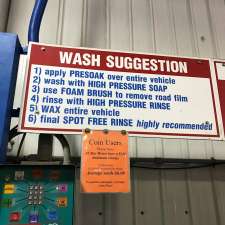 WASH SUGGESTION
1) apply PRESOAK over entire vehicle
2) wash with HIGH PRESSURE SOAP
3) use FOAM BRUSH to remove road film
4) rinse with HIGH PRESSURE RINSE
5) WAX entire vehicle
6) final SPOT FREE RINSE highly recommended
Coin Users